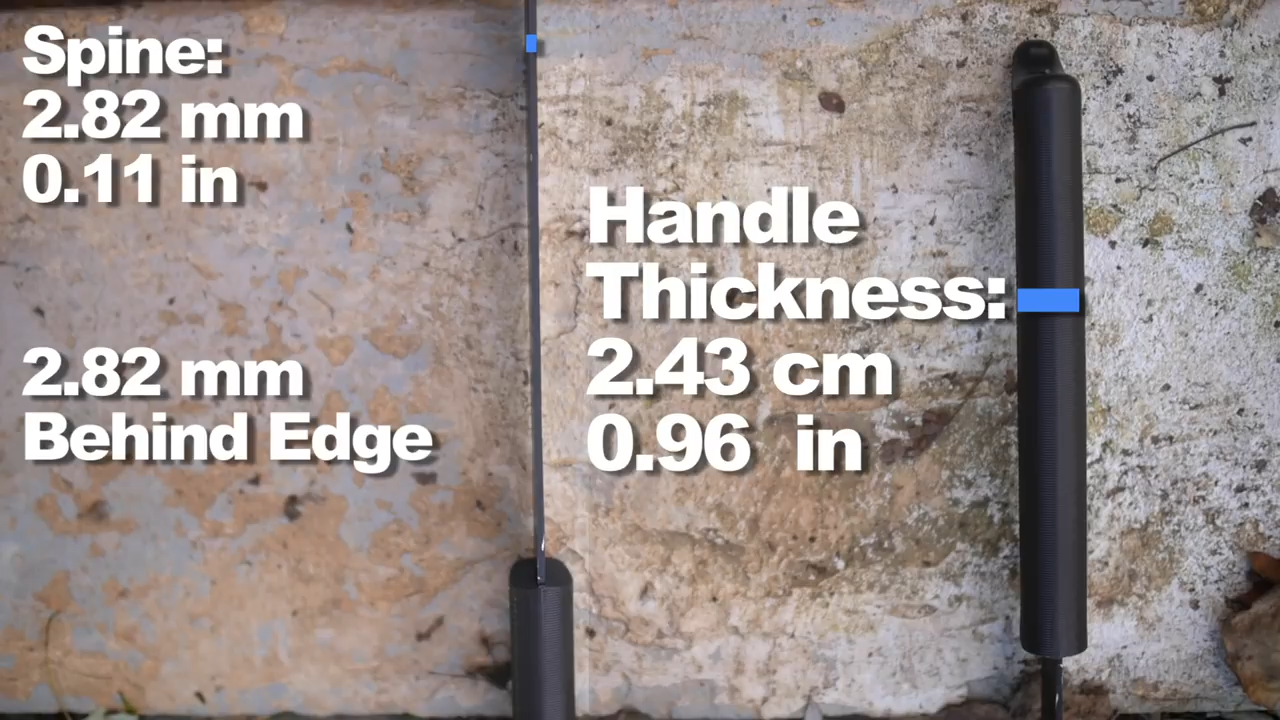 Spine:
2.82 mm
0.11 in
2.82 mm
Behind Edge
Handle
Thickness:
2.43 cm
0.96 in